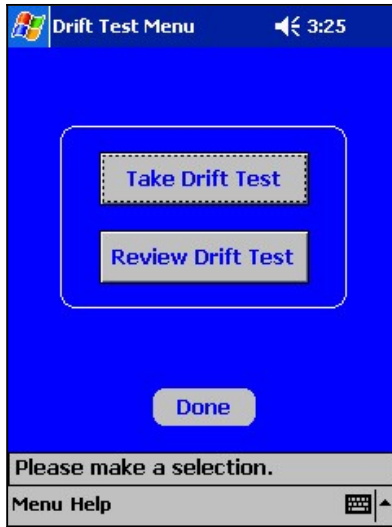 Drift Test Menu 3:25
Take Drift Test
Review Drift Test
Done
Please make a selection.
Menu Help